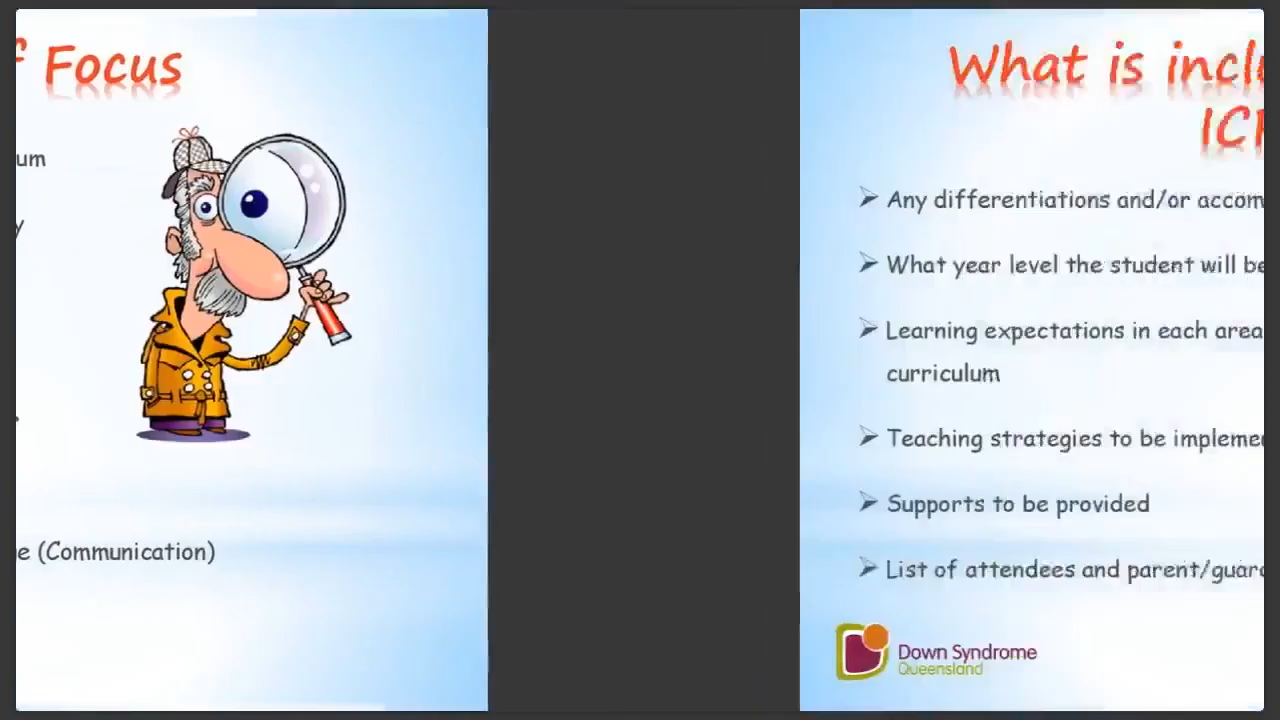 Focus
um
y
e (Communication)
What is incl
IC
Any differentiations and/or accom
What year level the student will be
Learning expectations in each area
curriculum
Teaching strategies to be impleme
Supports to be provided
List of attendees and parent/guar
Down Syndrome
Queensland